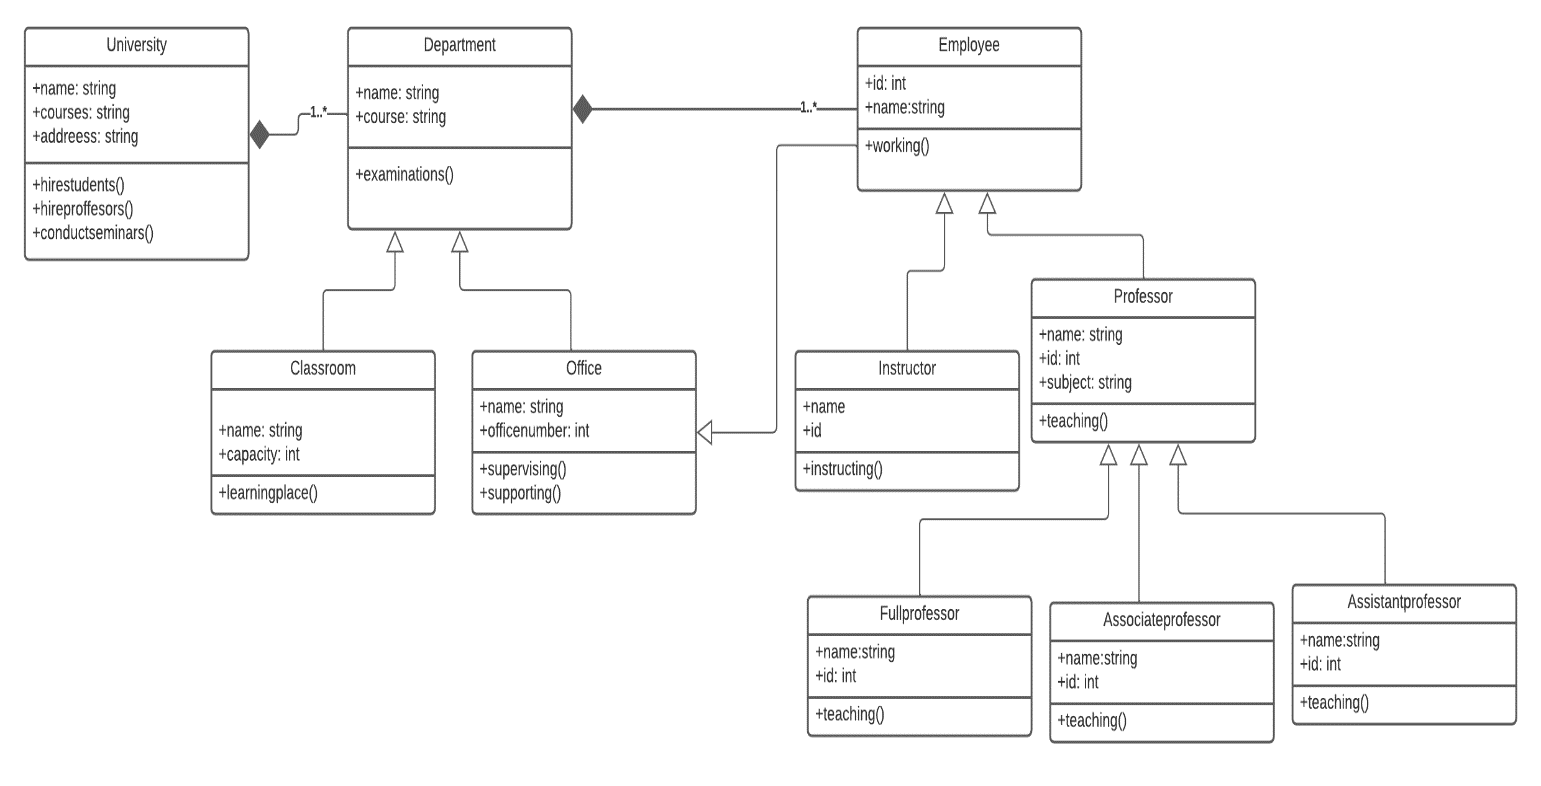 University
+name: string
+courses: string
+addreess: string
+hirestudents()
+hireproffesors()
+conductseminars()
1..*
Department
+name: string
+course: string
+examinations()
1..*
Employee
+id: int
+name:string
+working()
Classroom
+name: string
+capacity: int
+learningplace()
Office
+name: string
+officenumber: int
+supervising()
+supporting()
Instructor
+name
+id
+instructing()
Professor
+name: string
+id: int
+subject: string
+teaching()
Fullprofessor
+name:string
+id: int
+teaching()
Associateprofessor
+name:string
+id: int
+teaching()
Assistantprofessor
+name:string
+id: int
+teaching()